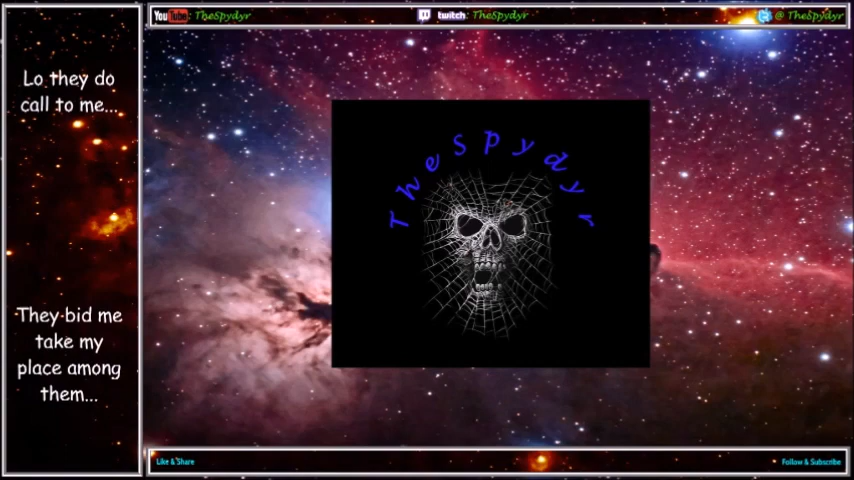 YouTube: TheSpydyr
twitch: TheSpydyr
@ TheSpydyr
Lo they do
call to me...
They bid me
take my
place among
them...
TheSpydyr
Like & Share
Follow & Subscribe